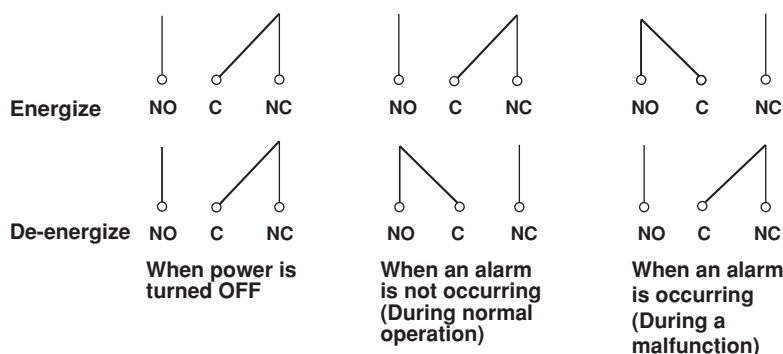 Energize NO C NC NO C NC NO C NC
De-energize NO C NC NO C NC NO C NC
When power is
turned OFF
When an alarm
is not occurring
(During normal
operation)
When an alarm
is occurring
(During a
malfunction)